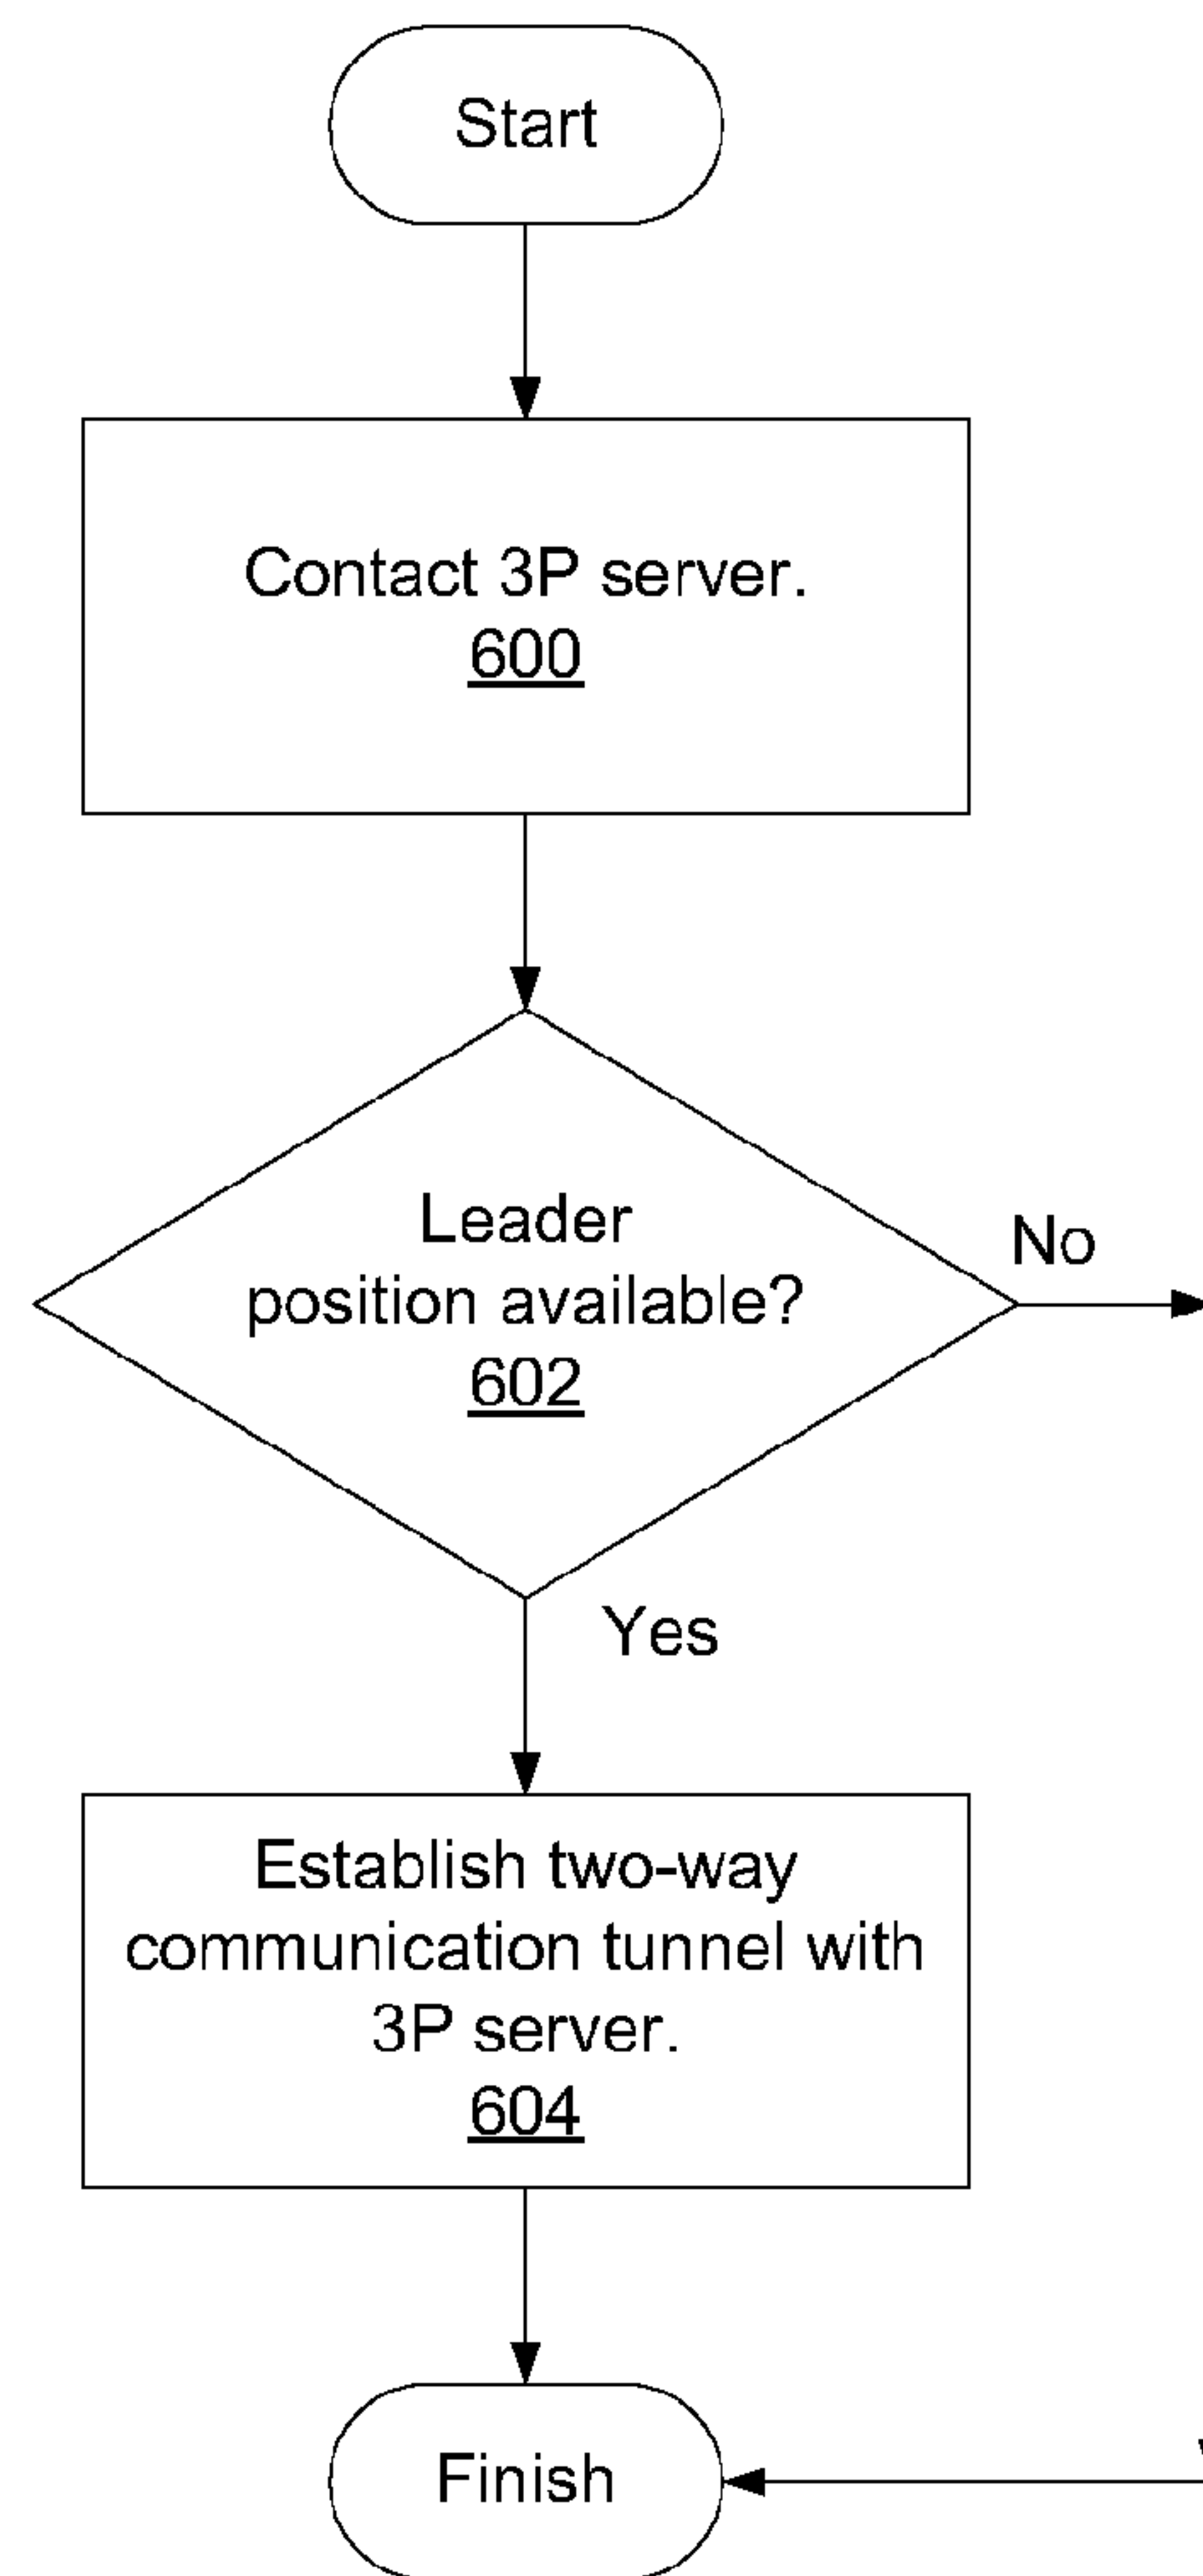 Start
Contact 3P server.
600
Leader
position available?
602
No
Yes
Establish two-way
communication tunnel with
3P server.
604
Finish